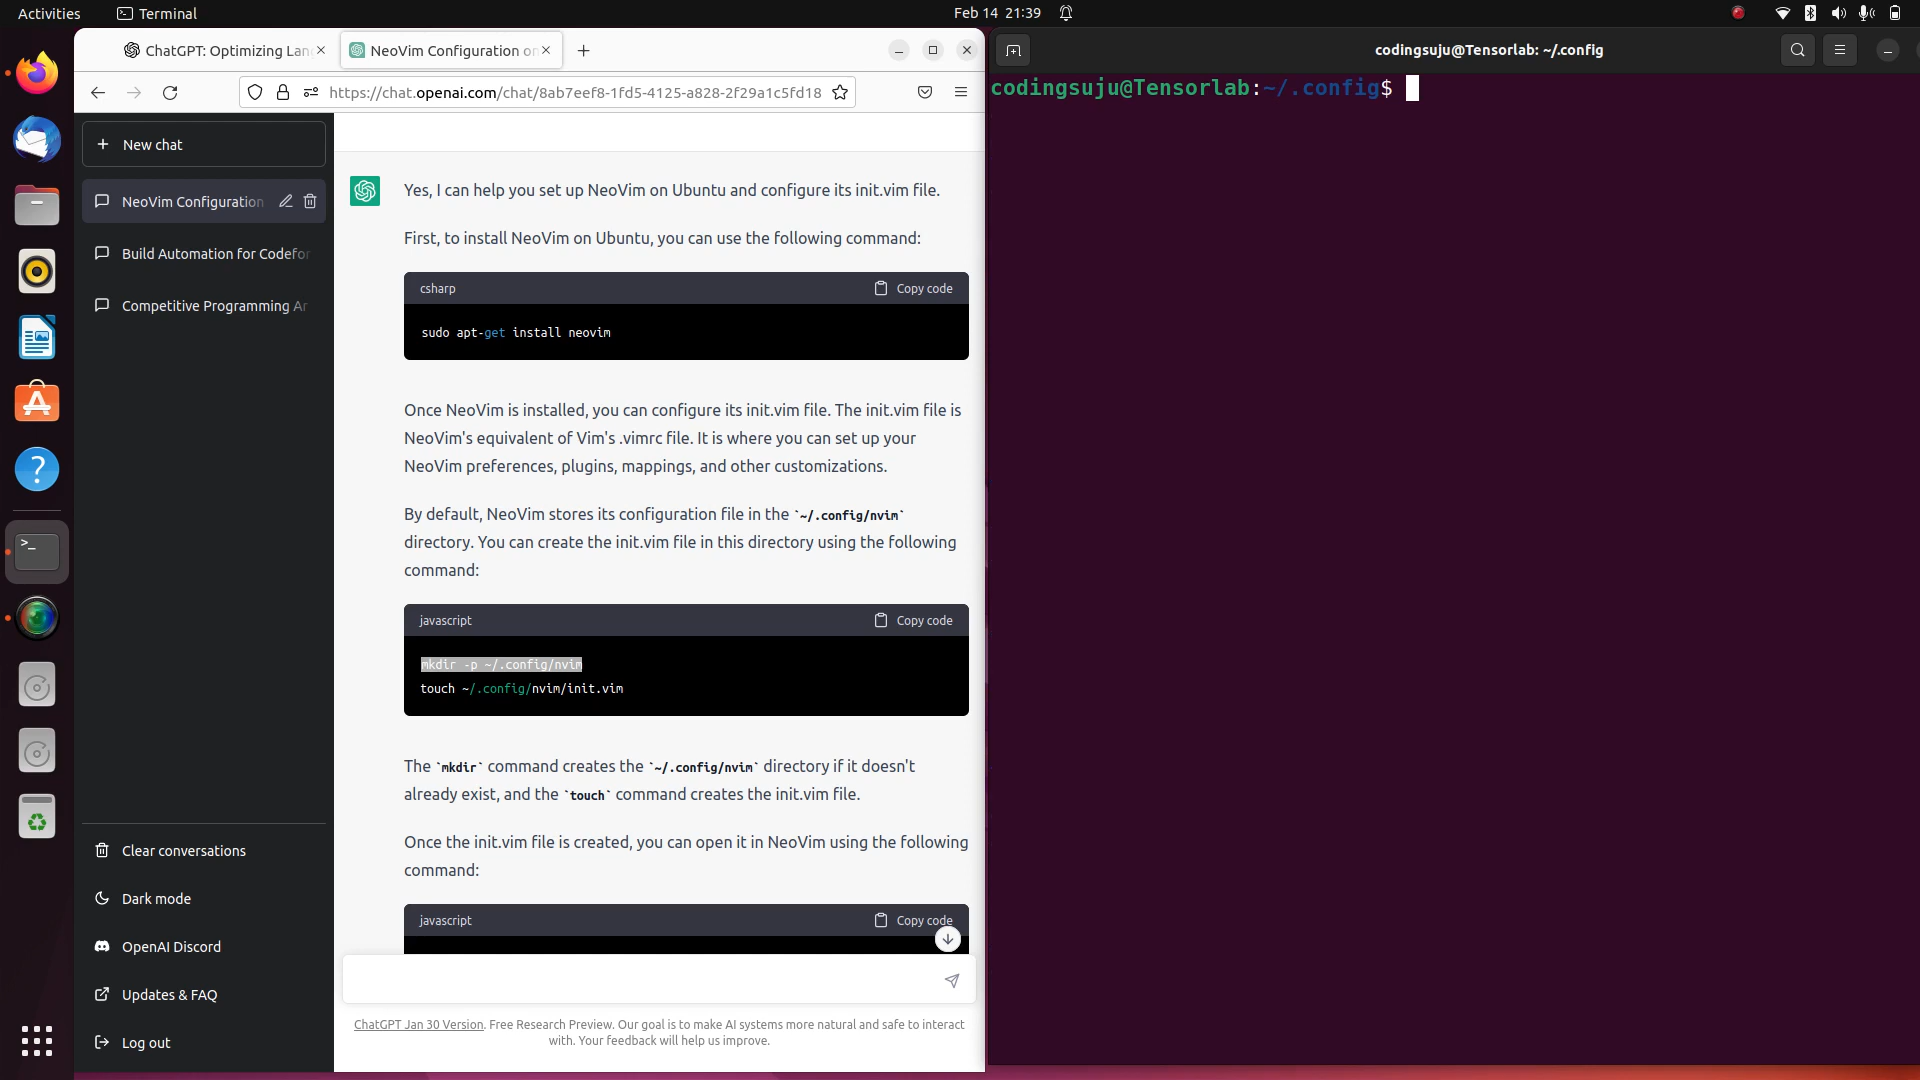 Activities
Terminal
Feb 14 21:39
ChatGPT: Optimizing Lan
NeoVim Configuration on
codingsuju@Tensorlab: ~/.config
https://chat.openai.com/chat/8ab7eef8-1fd5-4125-a828-2f29a1c5fd18
codingsuju@Tensorlab:~/.config$
New chat
NeoVim Configuration
Build Automation for Codefor
Competitive Programming Ar
Clear conversations
Dark mode
OpenAI Discord
Updates & FAQ
Log out
Yes, I can help you set up NeoVim on Ubuntu and configure its init.vim file.
First, to install NeoVim on Ubuntu, you can use the following command:
csharp
Copy code
sudo apt-get install neovim
Once NeoVim is installed, you can configure its init.vim file. The init.vim file is
NeoVim's equivalent of Vim's .vimrc file. It is where you can set up your
NeoVim preferences, plugins, mappings, and other customizations.
By default, NeoVim stores its configuration file in the `~/.config/nvim`
directory. You can create the init.vim file in this directory using the following
command:
javascript
Copy code
mkdir -p ~/.config/nvim
touch ~/.config/nvim/init.vim
The `mkdir` command creates the `~/.config/nvim` directory if it doesn't
already exist, and the `touch` command creates the init.vim file.
Once the init.vim file is created, you can open it in NeoVim using the following
command:
javascript
Copy code
ChatGPT Jan 30 Version. Free Research Preview. Our goal is to make AI systems more natural and safe to interact
with. Your feedback will help us improve.